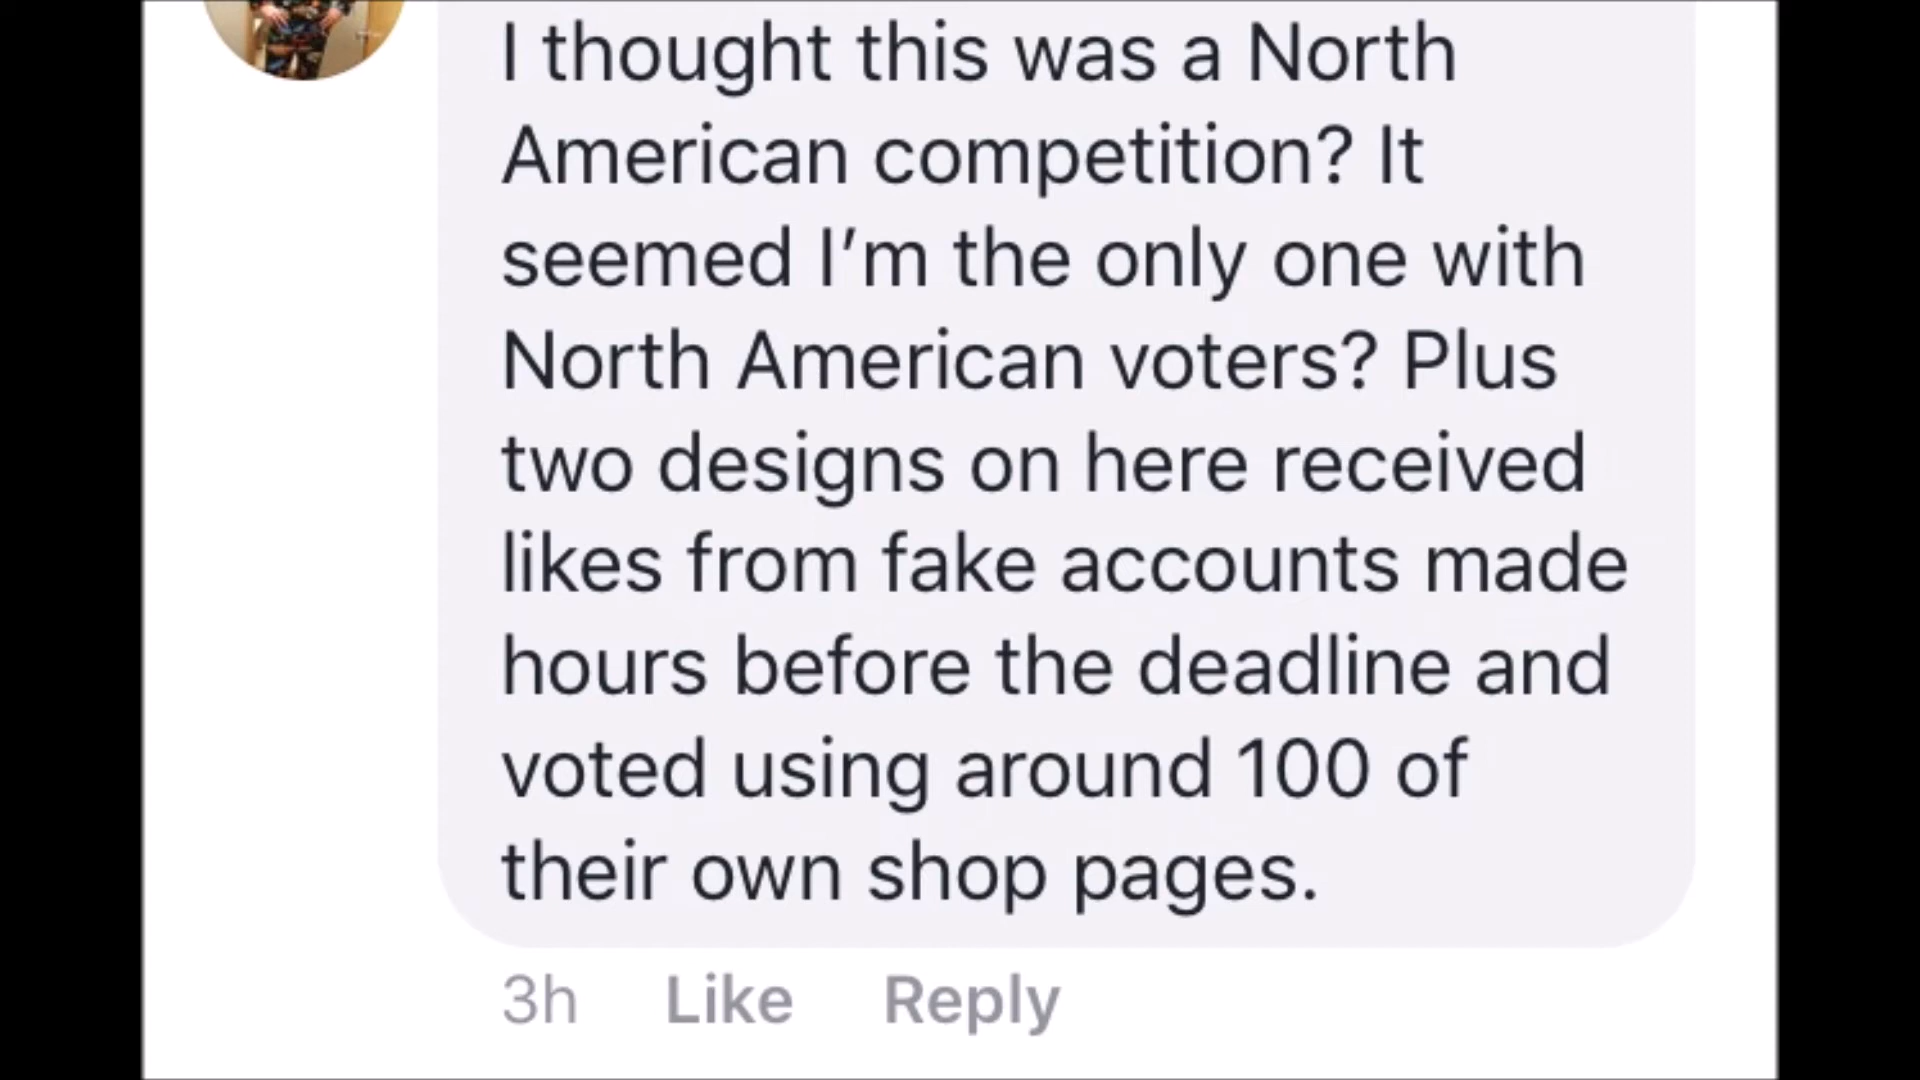 I thought this was a North
American competition? It
seemed I’m the only one with
North American voters? Plus
two designs on here received
likes from fake accounts made
hours before the deadline and
voted using around 100 of
their own shop pages.
3h Like Reply